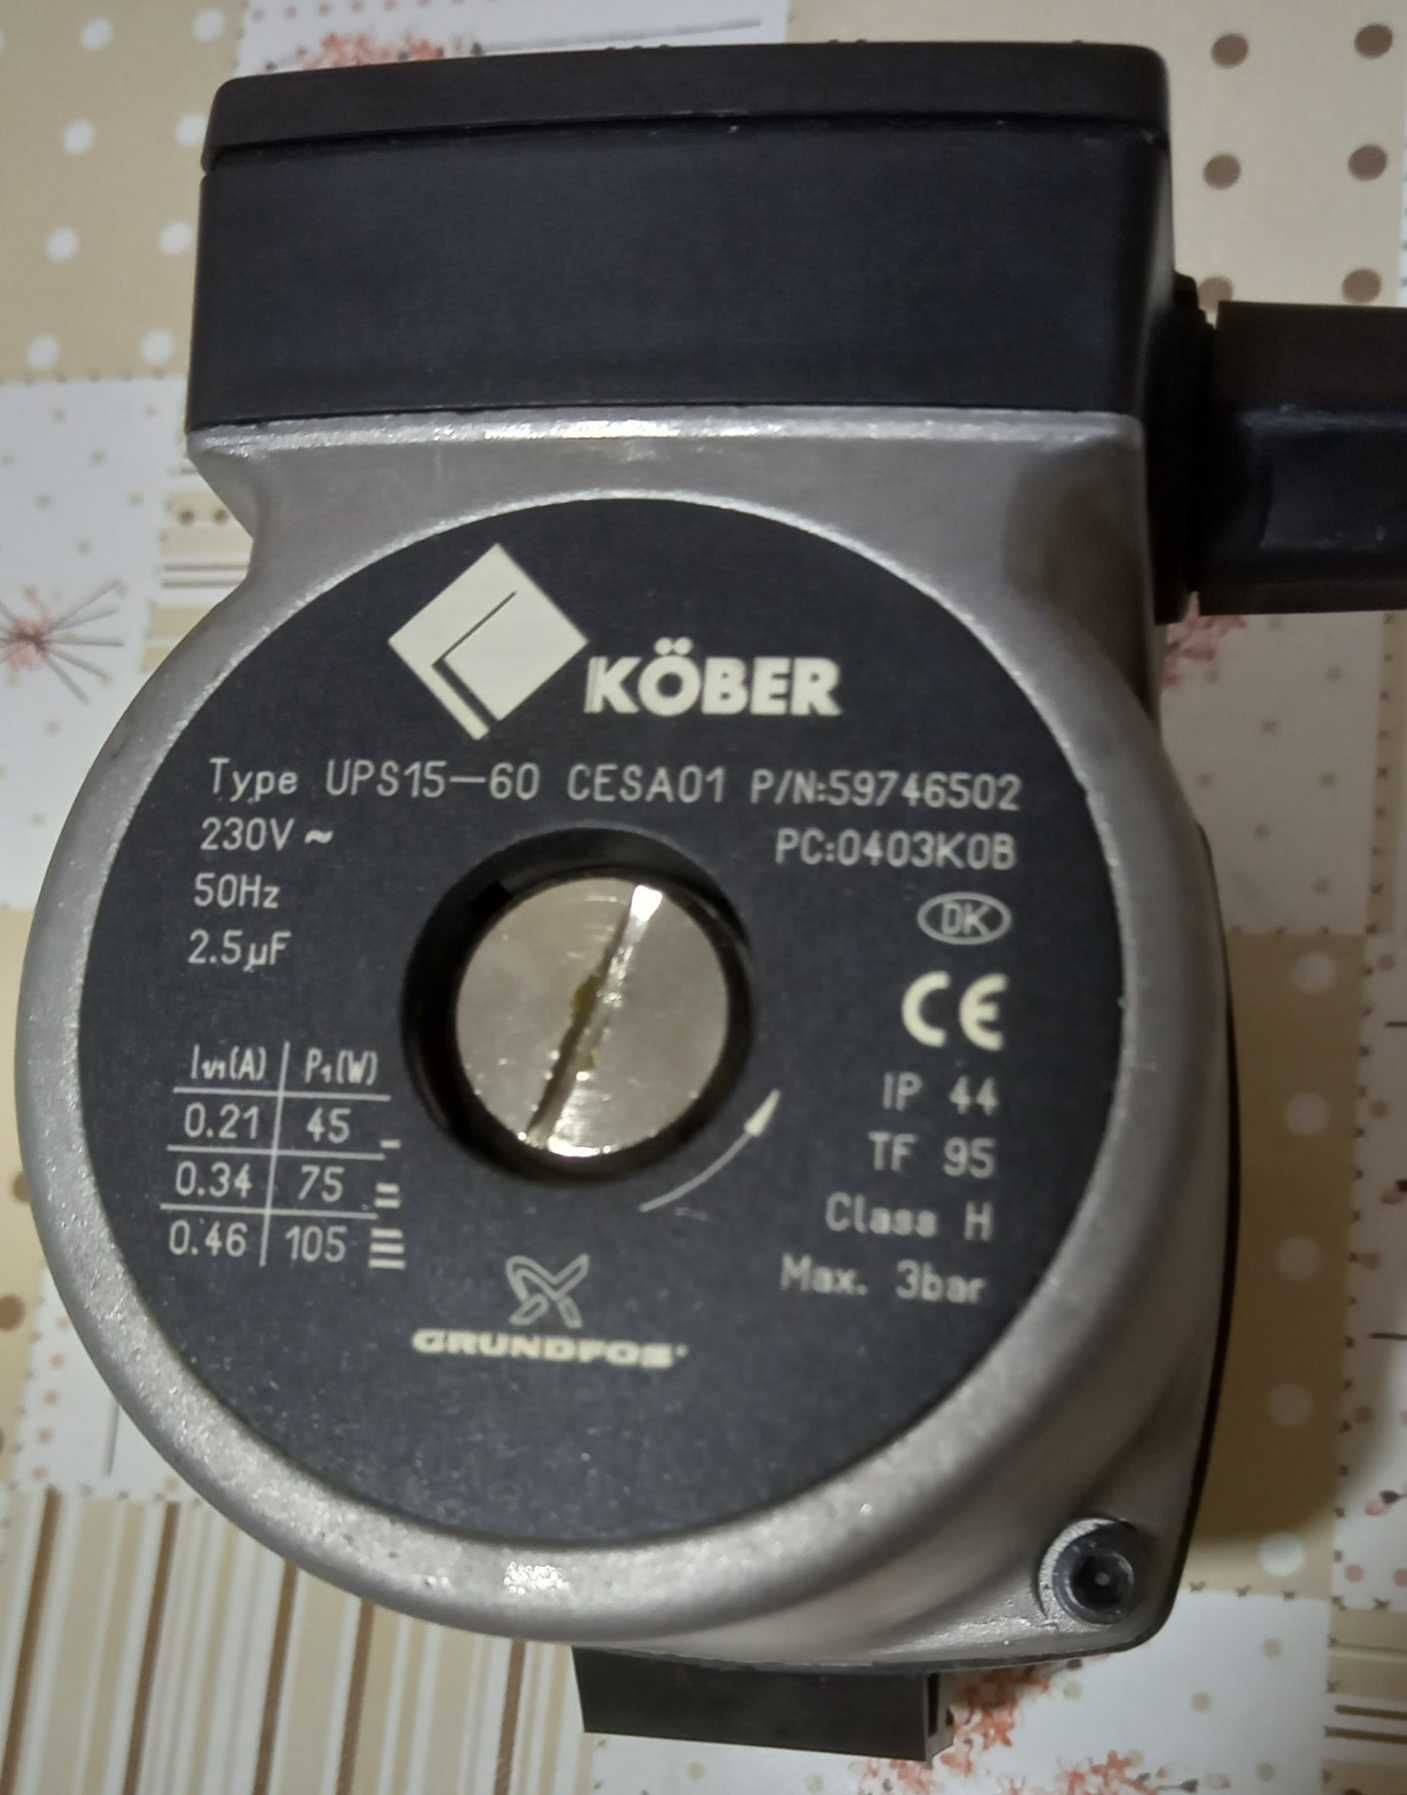 KÖBER
Type UPS15-60 CESA01 P/N:59746502
230V ~ PC:0403K0B
50Hz
DK
2.5µF
CE
I₁/₁(A) P₁(W)
IP 44
0.21 45
TF 95
0.34 75
Class H
0.46 105
Max. 3bar
GRUNDFOS